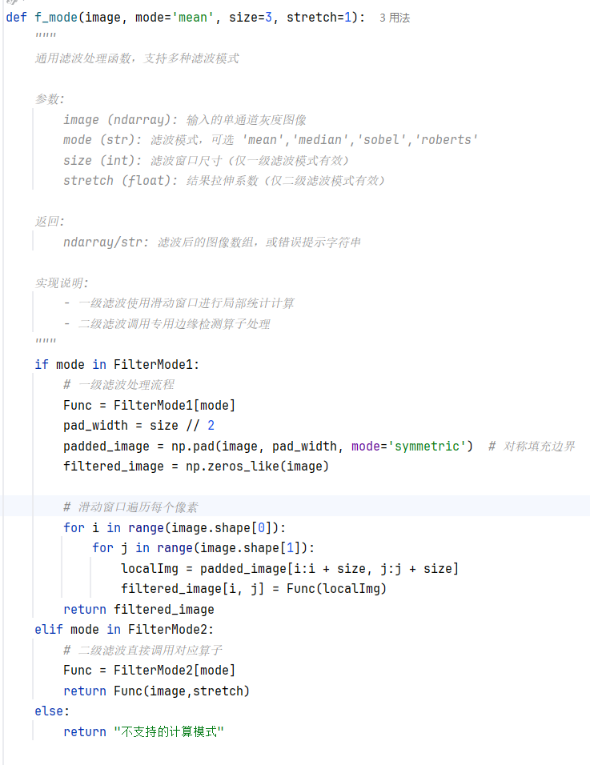 def f_mode(image, mode='mean', size=3, stretch=1):  3 用法
    """
    通用滤波处理函数，支持多种滤波模式

    参数:
        image (ndarray): 输入的单通道灰度图像
        mode (str): 滤波模式，可选 'mean','median','sobel','roberts'
        size (int): 滤波窗口尺寸（仅一级滤波模式有效）
        stretch (float): 结果拉伸系数（仅二级滤波模式有效）

    返回:
        ndarray/str: 滤波后的图像数组，或错误提示字符串

    实现说明:
        - 一级滤波使用滑动窗口进行局部统计计算
        - 二级滤波调用专用边缘检测算子处理
    """
    if mode in FilterMode1:
        # 一级滤波处理流程
        Func = FilterMode1[mode]
        pad_width = size // 2
        padded_image = np.pad(image, pad_width, mode='symmetric')  # 对称填充边界
        filtered_image = np.zeros_like(image)

        # 滑动窗口遍历每个像素
        for i in range(image.shape[0]):
            for j in range(image.shape[1]):
                localImg = padded_image[i:i + size, j:j + size]
                filtered_image[i, j] = Func(localImg)
        return filtered_image
    elif mode in FilterMode2:
        # 二级滤波直接调用对应算子
        Func = FilterMode2[mode]
        return Func(image,stretch)
    else:
        return "不支持的计算模式"